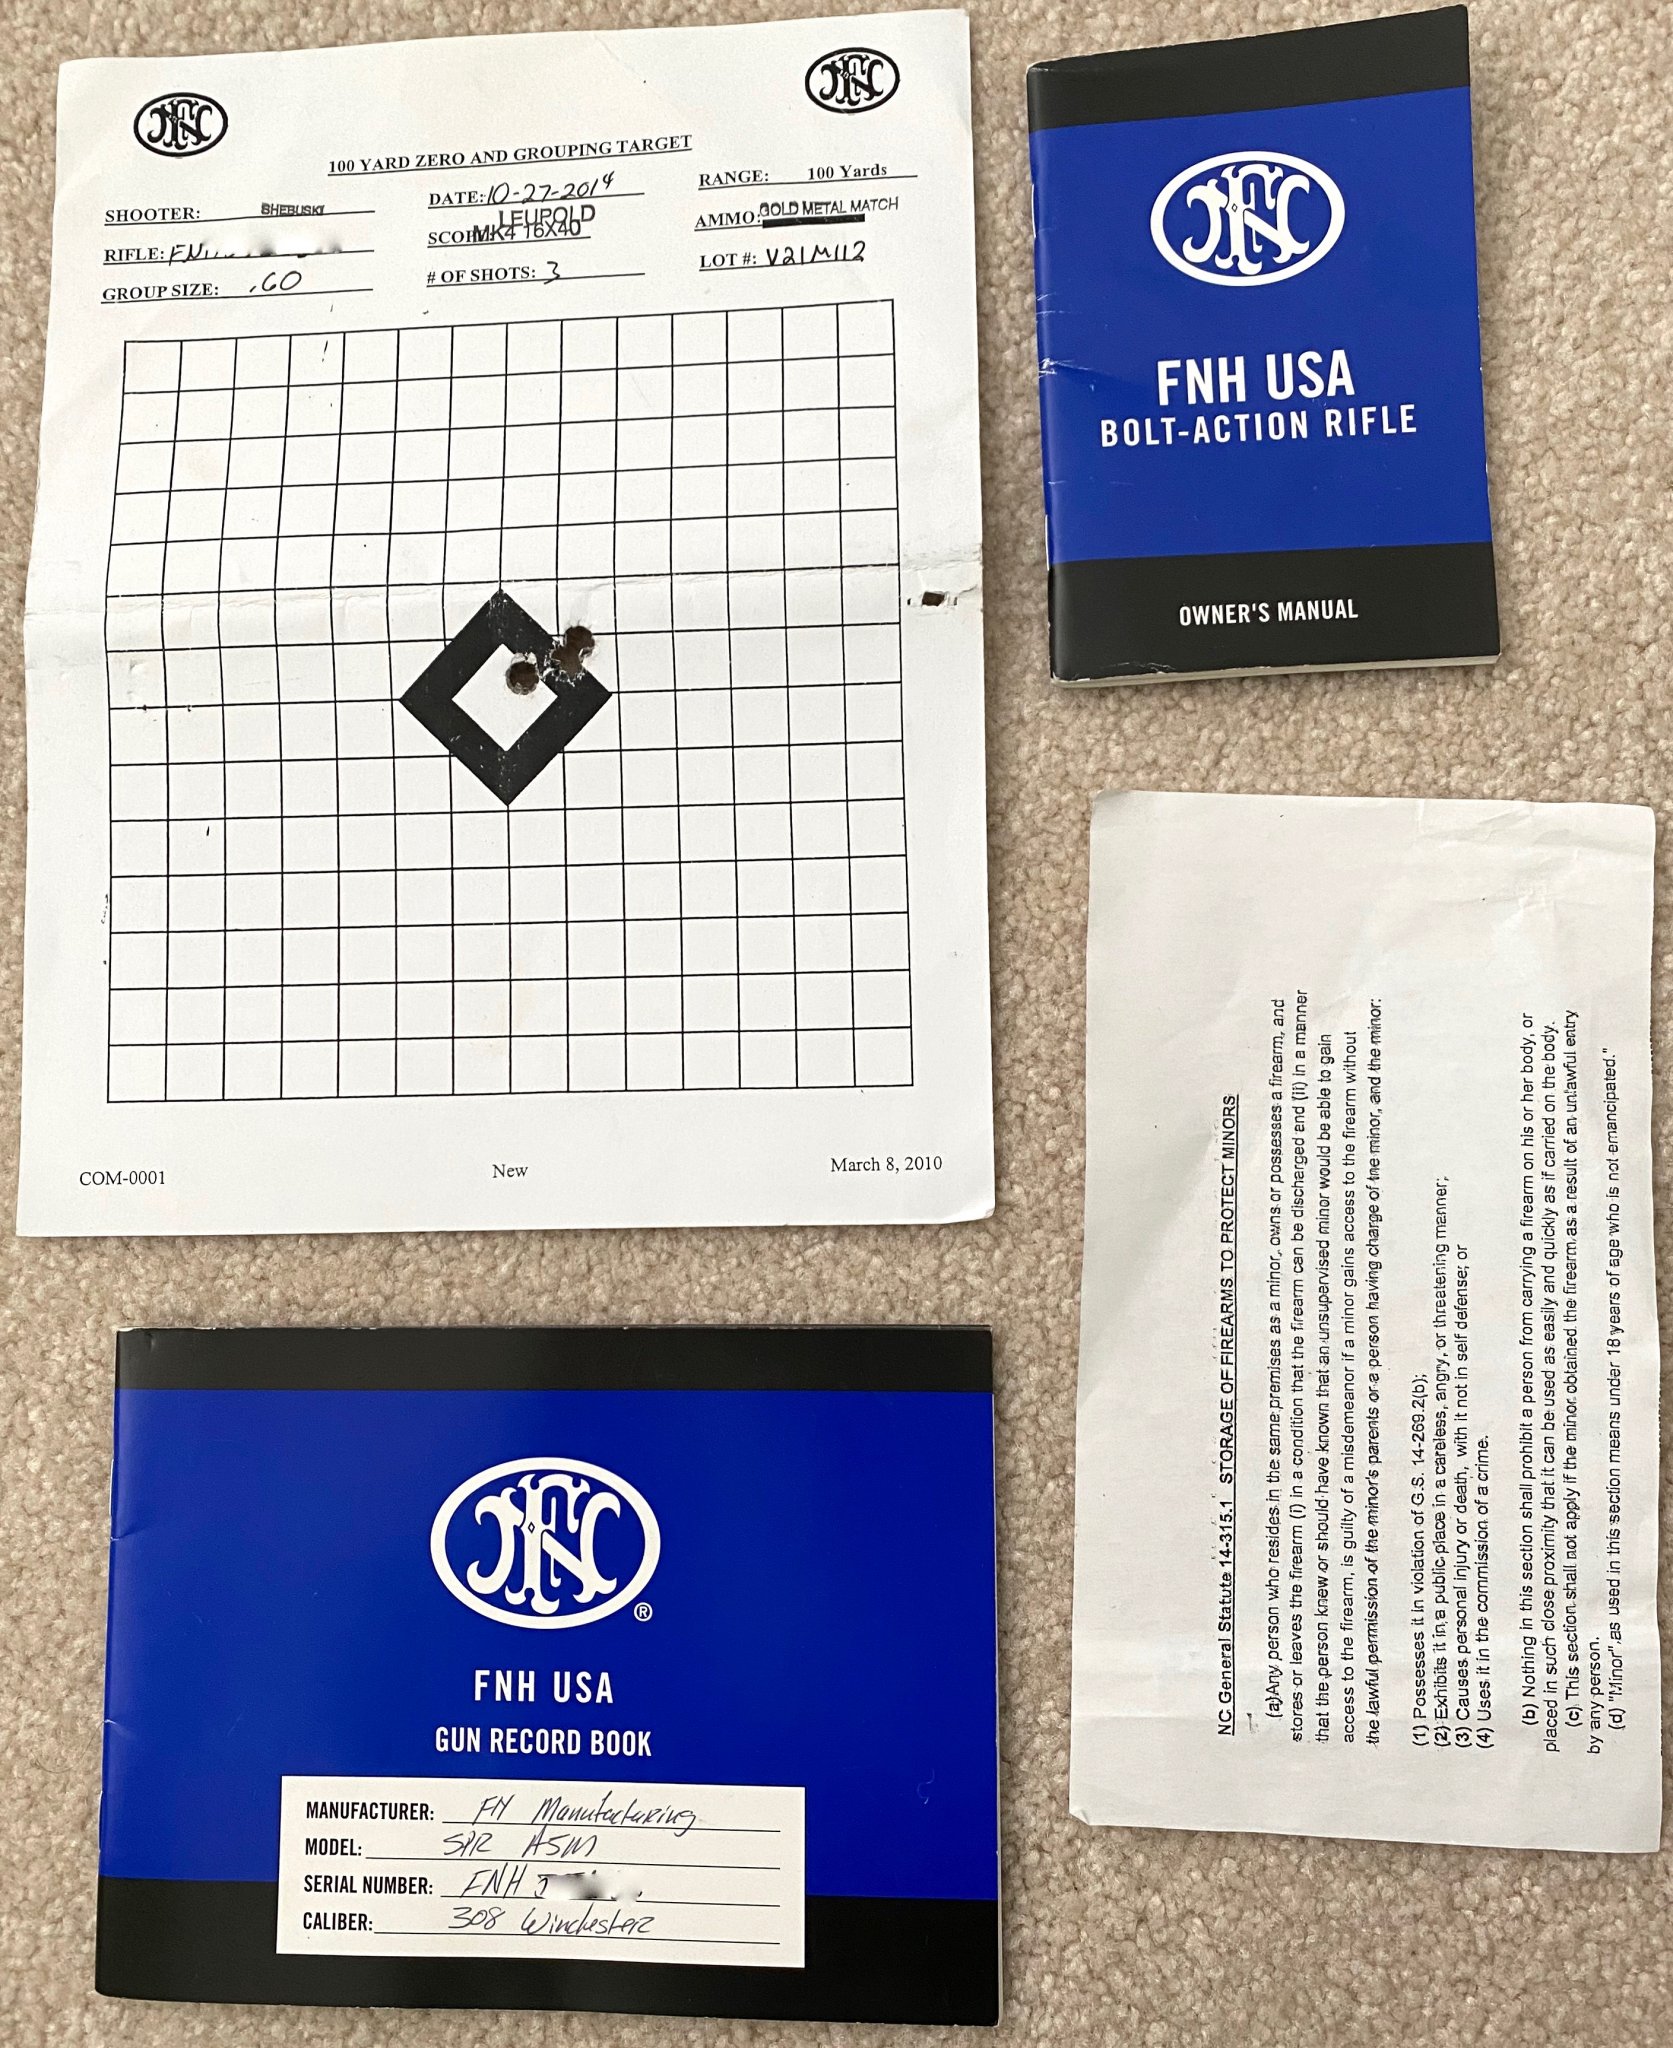 FN
FN
100 YARD ZERO AND GROUPING TARGET
SHOOTER: SHEBUSKI
DATE: 10-27-2014
RANGE: 100 Yards
RIFLE: FN
SCOPE: LEUPOLD
MK4 16X40
AMMO: GOLD METAL MATCH
GROUP SIZE: .60
# OF SHOTS: 3
LOT #: V21M112
COM-0001
New
March 8, 2010
FN
FNH USA
BOLT-ACTION RIFLE
OWNER'S MANUAL
FN
®
FNH USA
GUN RECORD BOOK
MANUFACTURER: FN Manufacturing
MODEL: SPR A5M
SERIAL NUMBER: FNH
CALIBER: 308 Winchester
NC General Statute 14-315.1 STORAGE OF FIREARMS TO PROTECT MINORS
(a) Any person who resides in the same premises as a minor, owns or possesses a firearm, and
stores or leaves the firearm (i) in a condition that the firearm can be discharged end (ii) in a manner
that the person knew or should have known that an unsupervised minor would be able to gain
access to the firearm, is guilty of a misdemeanor if a minor gains access to the firearm without
the lawful permission of the minor's parents or a person having charge of the minor, and the minor:
(1) Possesses it in violation of G.S. 14-269.2(b);
(2) Exhibits it in a public place in a careless, angry, or threatening manner;
(3) Causes personal injury or death, with it not in self defense; or
(4) Uses it in the commission of a crime.
(b) Nothing in this section shall prohibit a person from carrying a firearm on his or her body, or
placed in such close proximity that it can be used as easily and quickly as if carried on the body.
(c) This section shall not apply if the minor obtained the firearm as a result of an unlawful entry
by any person.
(d) "Minor" as used in this section means under 18 years of age who is not emancipated."